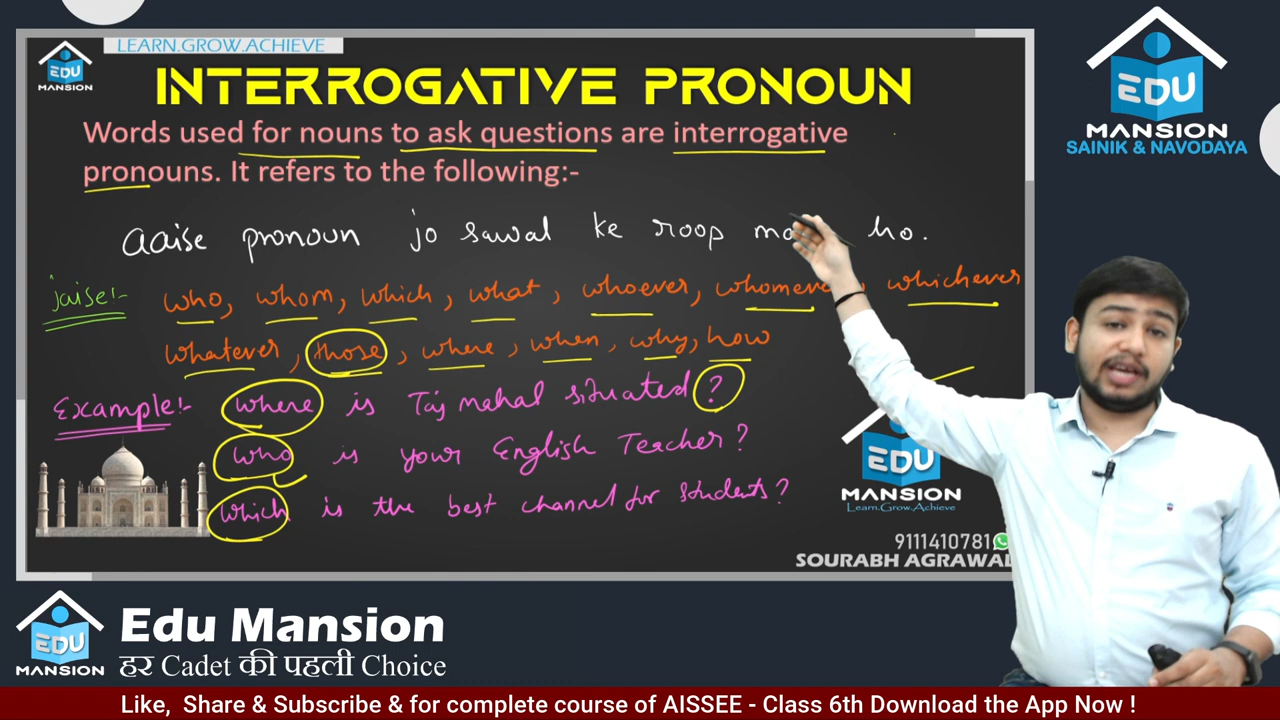 LEARN.GROW.ACHIEVE
EDU
MANSION
INTERROGATIVE PRONOUN
Words used for nouns to ask questions are interrogative
pronouns. It refers to the following:-
aaise pronoun jo sawal ke roop ho.
jaise:- who, whom, which, what, whoever, whichever
whatever, those, where, when, why, how
Example:- where is Taj mahal situated?
who is your English Teacher?
which is the best channel for students?
EDU
MANSION
Learn.Grow.Achieve
9111410781
SOURABH AGRAWAL
EDU
MANSION
SAINIK & NAVODAYA
EDU
MANSION
Edu Mansion
हर Cadet की पहली Choice
Like, Share & Subscribe & for complete course of AISSEE - Class 6th Download the App Now !